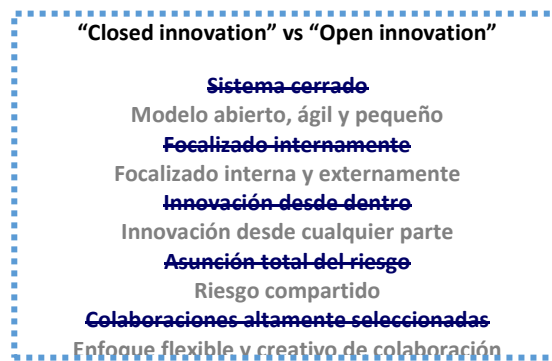 “Closed innovation” vs “Open innovation”
Sistema cerrado
Modelo abierto, ágil y pequeño
Focalizado internamente
Focalizado interna y externamente
Innovación desde dentro
Innovación desde cualquier parte
Asunción total del riesgo
Riesgo compartido
Colaboraciones altamente seleccionadas
Enfoque flexible y creativo de colaboración